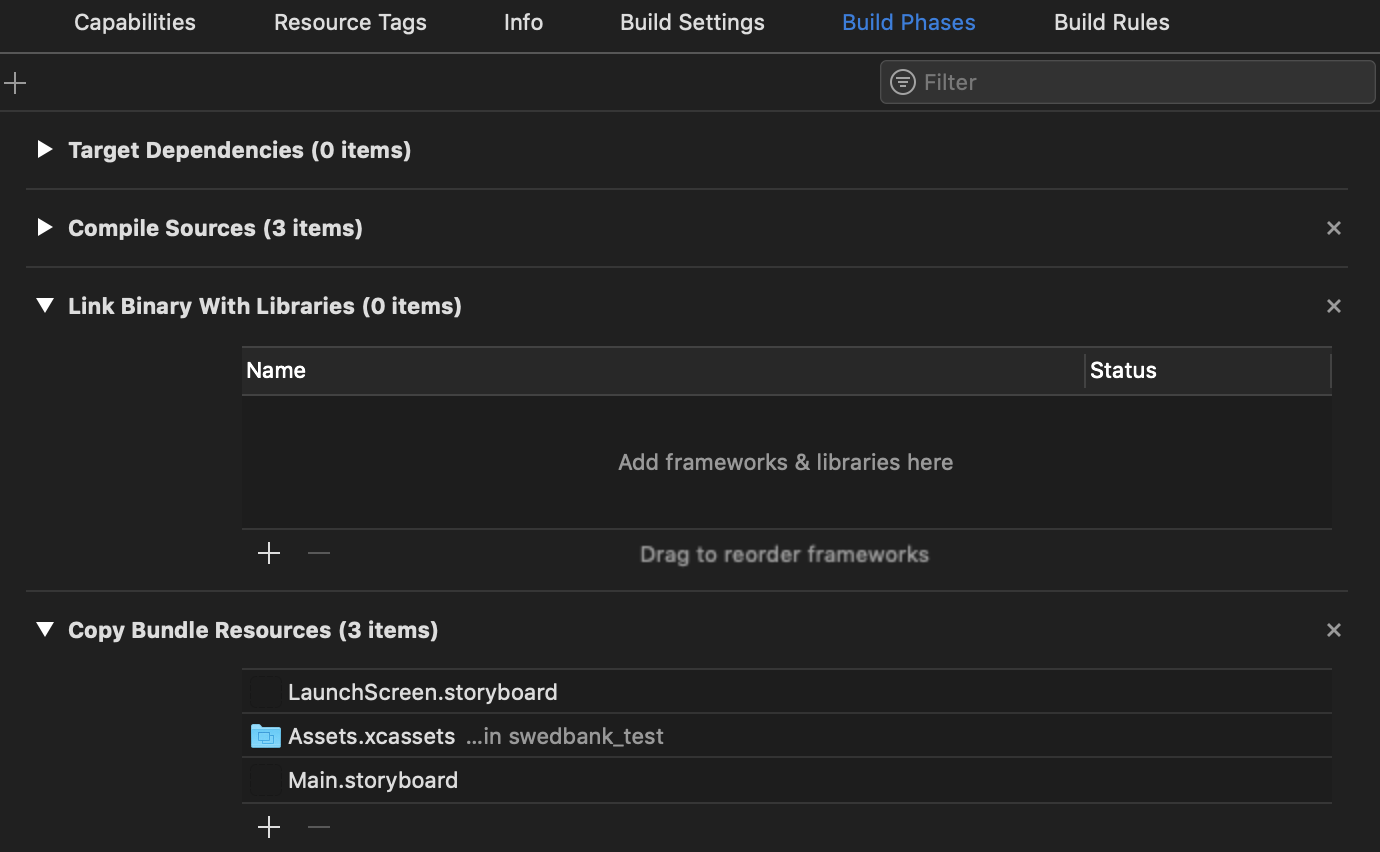 Capabilities Resource Tags Info Build Settings Build Phases Build Rules
Filter
Target Dependencies (0 items)
Compile Sources (3 items)
Link Binary With Libraries (0 items)
Name Status
Add frameworks & libraries here
Drag to reorder frameworks
Copy Bundle Resources (3 items)
LaunchScreen.storyboard
Assets.xcassets ...in swedbank_test
Main.storyboard